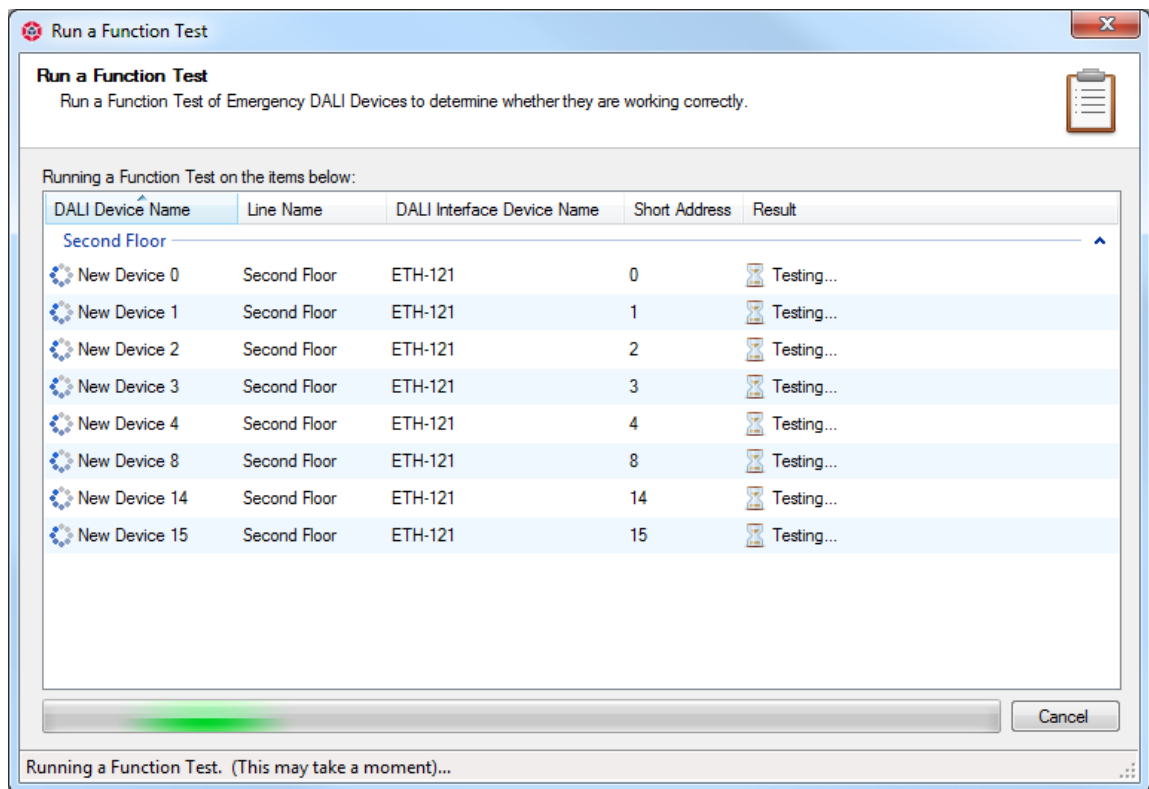 Run a Function Test
Run a Function Test
Run a Function Test of Emergency DALI Devices to determine whether they are working correctly.
Running a Function Test on the items below:
DALI Device Name Line Name DALI Interface Device Name Short Address Result
Second Floor
New Device 0 Second Floor ETH-121 0 Testing...
New Device 1 Second Floor ETH-121 1 Testing...
New Device 2 Second Floor ETH-121 2 Testing...
New Device 3 Second Floor ETH-121 3 Testing...
New Device 4 Second Floor ETH-121 4 Testing...
New Device 8 Second Floor ETH-121 8 Testing...
New Device 14 Second Floor ETH-121 14 Testing...
New Device 15 Second Floor ETH-121 15 Testing...
Cancel
Running a Function Test. (This may take a moment)...